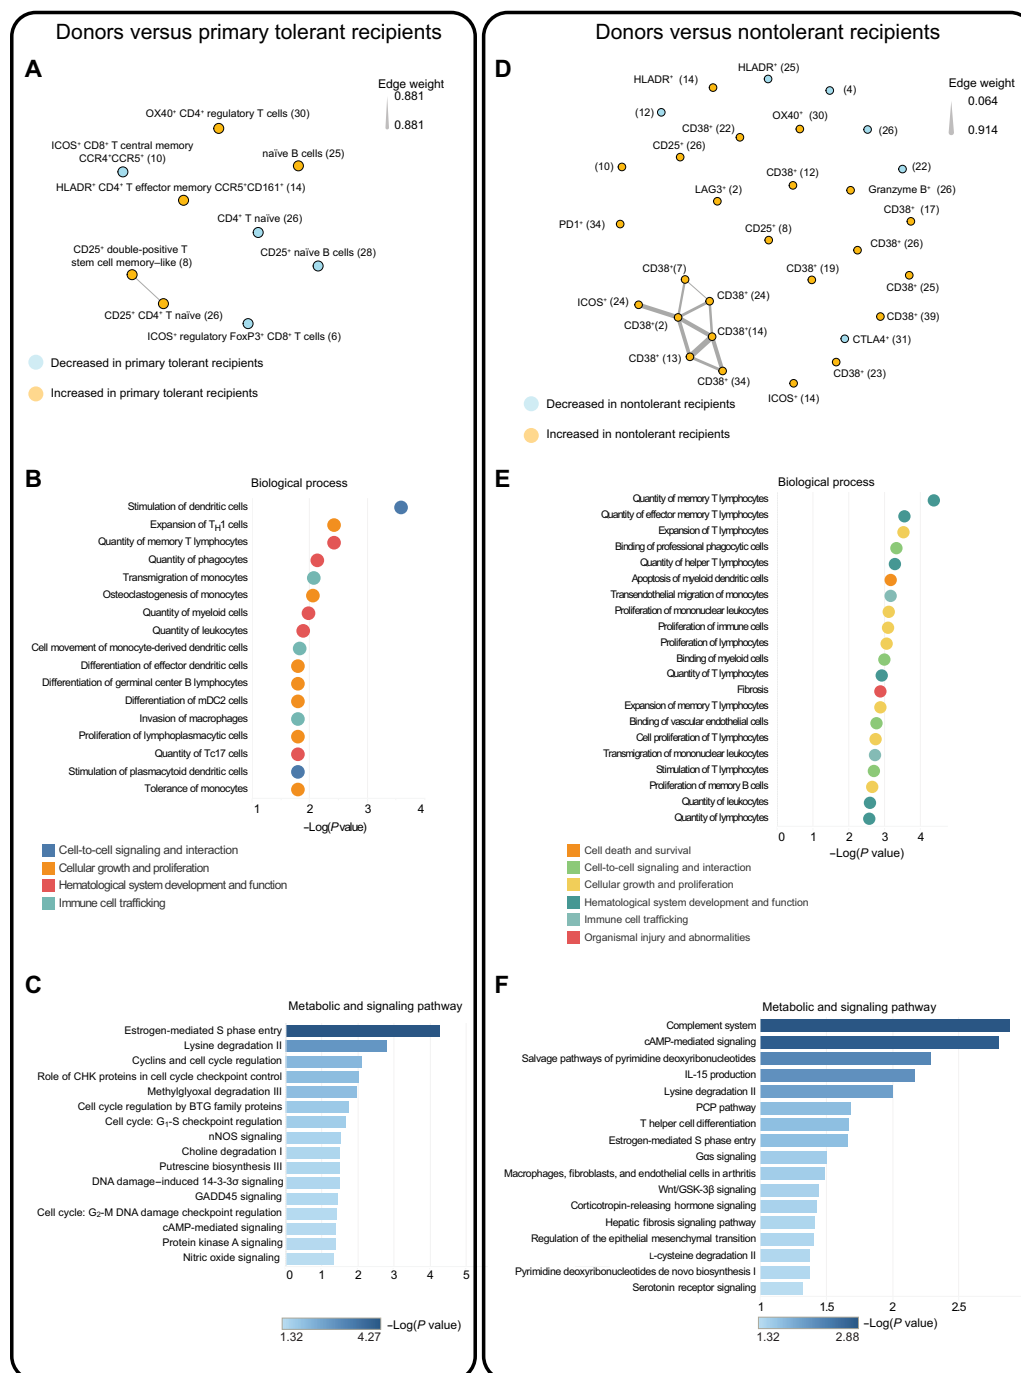 Donors versus primary tolerant recipients
A
Edge weight
0.881
0.881
OX40⁺ CD4⁺ regulatory T cells (30)
ICOS⁺ CD8⁺ T central memory
CCR4⁺CCR5⁺ (10)
naïve B cells (25)
HLADR⁺ CD4⁺ T effector memory CCR5⁺CD161⁺ (14)
CD4⁺ T naïve (26)
CD25⁺ double-positive T
stem cell memory–like (8)
CD25⁺ naïve B cells (28)
CD25⁺ CD4⁺ T naïve (26)
ICOS⁺ regulatory FoxP3⁺ CD8⁺ T cells (6)
Decreased in primary tolerant recipients
Increased in primary tolerant recipients
B
Biological process
Stimulation of dendritic cells
Expansion of TH1 cells
Quantity of memory T lymphocytes
Quantity of phagocytes
Transmigration of monocytes
Osteoclastogenesis of monocytes
Quantity of myeloid cells
Quantity of leukocytes
Cell movement of monocyte-derived dendritic cells
Differentiation of effector dendritic cells
Differentiation of germinal center B lymphocytes
Differentiation of mDC2 cells
Invasion of macrophages
Proliferation of lymphoplasmacytic cells
Quantity of Tc17 cells
Stimulation of plasmacytoid dendritic cells
Tolerance of monocytes
1 2 3 4
–Log(P value)
Cell-to-cell signaling and interaction
Cellular growth and proliferation
Hematological system development and function
Immune cell trafficking
C
Metabolic and signaling pathway
Estrogen-mediated S phase entry
Lysine degradation II
Cyclins and cell cycle regulation
Role of CHK proteins in cell cycle checkpoint control
Methylglyoxal degradation III
Cell cycle regulation by BTG family proteins
Cell cycle: G₁-S checkpoint regulation
nNOS signaling
Choline degradation I
Putrescine biosynthesis III
DNA damage–induced 14-3-3σ signaling
GADD45 signaling
Cell cycle: G₂-M DNA damage checkpoint regulation
cAMP-mediated signaling
Protein kinase A signaling
Nitric oxide signaling
0 1 2 3 4 5
–Log(P value)
1.32 4.27
Donors versus nontolerant recipients
D
HLADR⁺ (14)
HLADR⁺ (25)
(4)
Edge weight
0.064
0.914
(12)
CD38⁺ (22)
OX40⁺ (30)
(26)
CD25⁺ (26)
(10)
CD38⁺ (12)
(22)
LAG3⁺ (2)
Granzyme B⁺ (26)
PD1⁺ (34)
CD38⁺ (17)
CD25⁺ (8)
CD38⁺ (26)
CD38⁺(7)
CD38⁺ (19)
CD38⁺ (25)
ICOS⁺ (24)
CD38⁺ (24)
CD38⁺(2)
CD38⁺ (39)
CD38⁺(14)
CTLA4⁺ (31)
CD38⁺ (13)
CD38⁺ (23)
CD38⁺ (34)
ICOS⁺ (14)
Decreased in nontolerant recipients
Increased in nontolerant recipients
E
Biological process
Quantity of memory T lymphocytes
Quantity of effector memory T lymphocytes
Expansion of T lymphocytes
Binding of professional phagocytic cells
Quantity of helper T lymphocytes
Apoptosis of myeloid dendritic cells
Transendothelial migration of monocytes
Proliferation of mononuclear leukocytes
Proliferation of immune cells
Proliferation of lymphocytes
Binding of myeloid cells
Quantity of T lymphocytes
Fibrosis
Expansion of memory T lymphocytes
Binding of vascular endothelial cells
Cell proliferation of T lymphocytes
Transmigration of mononuclear leukocytes
Stimulation of T lymphocytes
Proliferation of memory B cells
Quantity of leukocytes
Quantity of lymphocytes
0 1 2 3 4
–Log(P value)
Cell death and survival
Cell-to-cell signaling and interaction
Cellular growth and proliferation
Hematological system development and function
Immune cell trafficking
Organismal injury and abnormalities
F
Metabolic and signaling pathway
Complement system
cAMP-mediated signaling
Salvage pathways of pyrimidine deoxyribonucleotides
IL-15 production
Lysine degradation II
PCP pathway
T helper cell differentiation
Estrogen-mediated S phase entry
Gαs signaling
Macrophages, fibroblasts, and endothelial cells in arthritis
Wnt/GSK-3β signaling
Corticotropin-releasing hormone signaling
Hepatic fibrosis signaling pathway
Regulation of the epithelial mesenchymal transition
L-cysteine degradation II
Pyrimidine deoxyribonucleotides de novo biosynthesis I
Serotonin receptor signaling
1 1.5 2 2.5
–Log(P value)
1.32 2.88